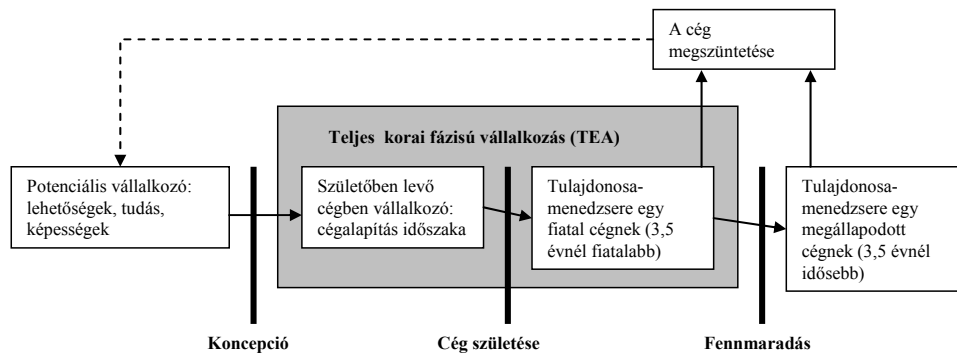 A cég
megszüntetése
Teljes korai fázisú vállalkozás (TEA)
Potenciális vállalkozó:
lehetőségek, tudás,
képességek
Születőben levő
cégben vállalkozó:
cégalapítás időszaka
Tulajdonosa-
menedzsere egy
fiatal cégnek (3,5
évnél fiatalabb)
Tulajdonosa-
menedzsere egy
megállapodott
cégnek (3,5 évnél
idősebb)
Koncepció
Cég születése
Fennmaradás